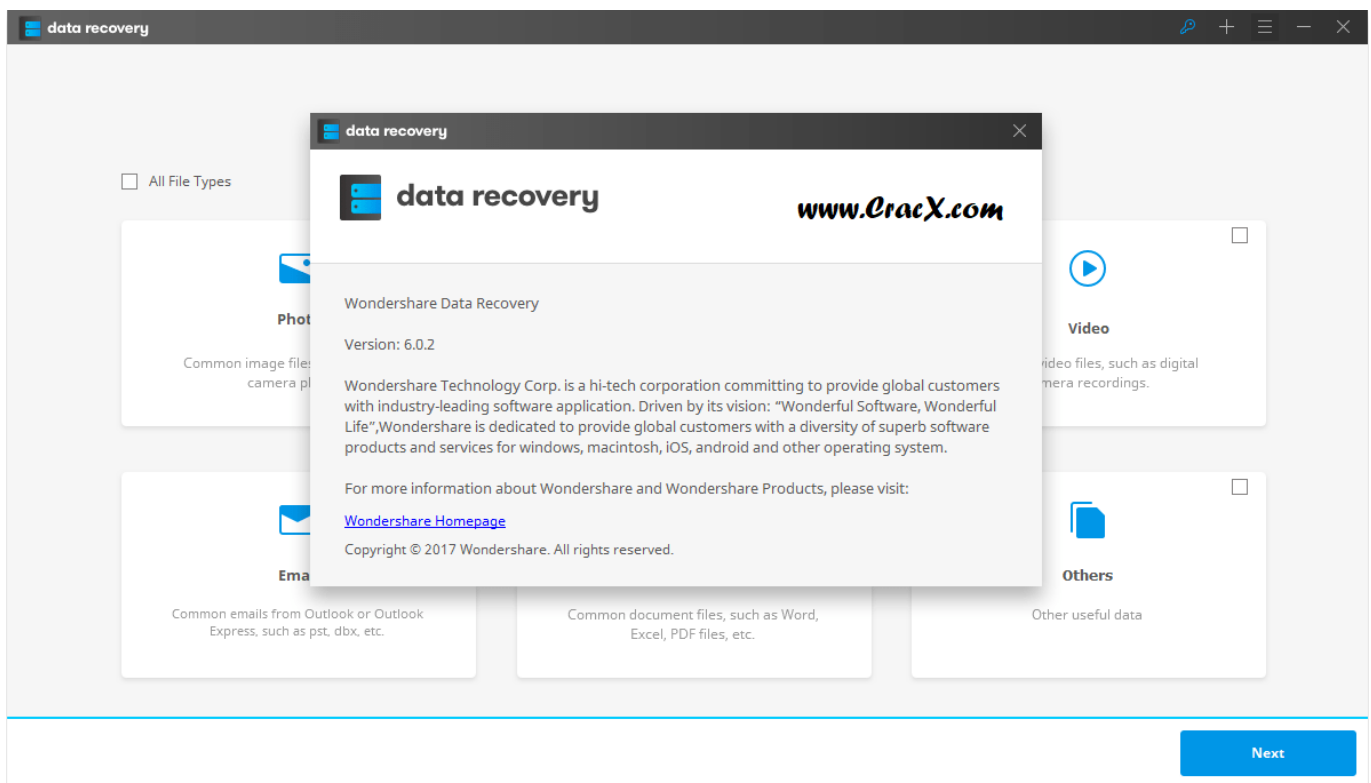 data recovery
data recovery
data recovery
www.CracX.com
All File Types
Wondershare Data Recovery
Version: 6.0.2
Wondershare Technology Corp. is a hi-tech corporation committing to provide global customers
with industry-leading software application. Driven by its vision: “Wonderful Software, Wonderful
Life”,Wondershare is dedicated to provide global customers with a diversity of superb software
products and services for windows, macintosh, iOS, android and other operating system.
For more information about Wondershare and Wondershare Products, please visit:
Wondershare Homepage
Copyright © 2017 Wondershare. All rights reserved.
Phot
Common image files
camera
Video
video files, such as digital
recordings.
Ema
Common emails from Outlook or Outlook
Express, such as pst, dbx, etc.
Common document files, such as Word,
Excel, PDF files, etc.
Others
Other useful data
Next